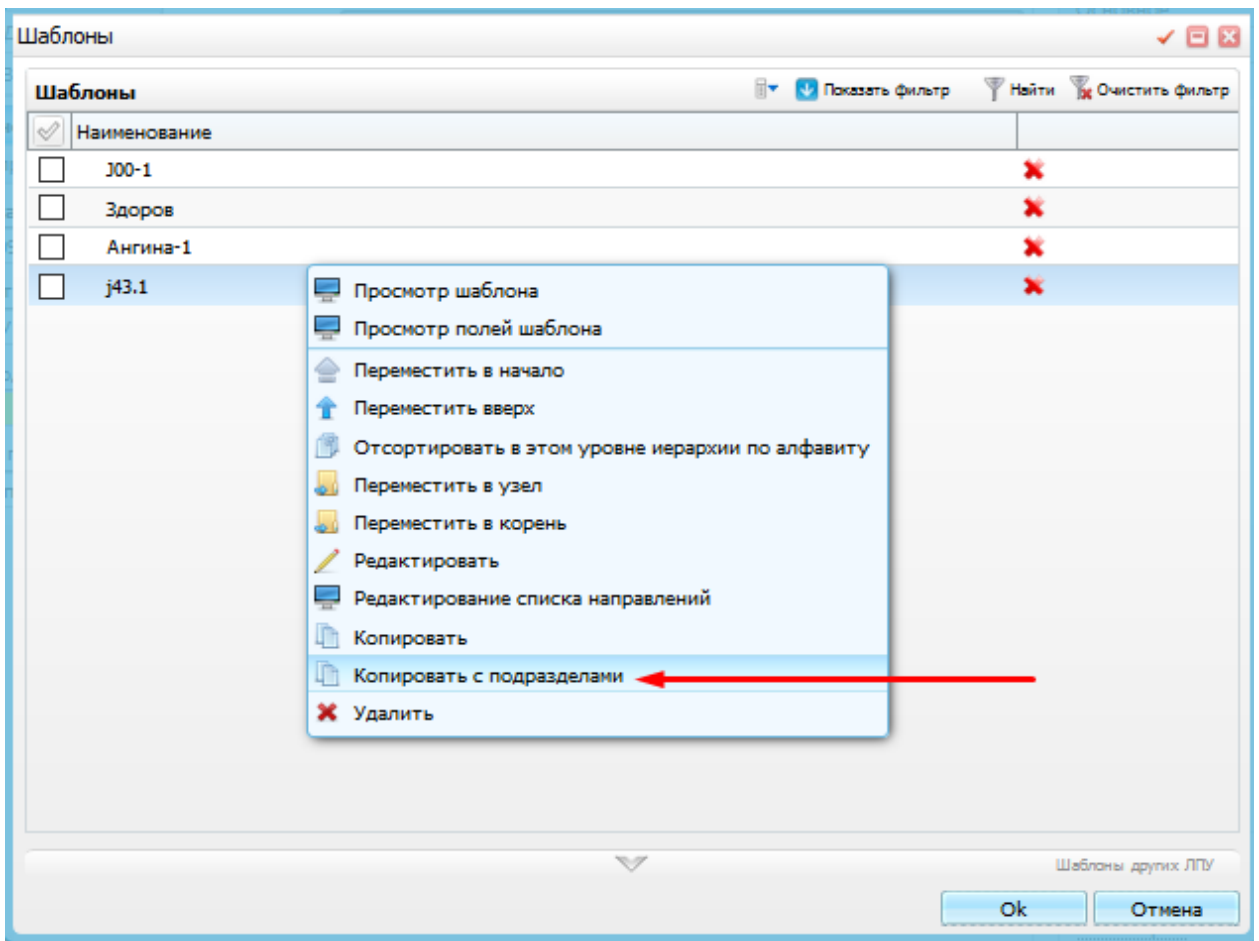 Шаблоны
Шаблоны
Показать фильтр
Найти
Очистить фильтр
Наименование
J00-1
Здоров
Ангина-1
j43.1
Просмотр шаблона
Просмотр полей шаблона
Переместить в начало
Переместить вверх
Отсортировать в этом уровне иерархии по алфавиту
Переместить в узел
Переместить в корень
Редактировать
Редактирование списка направлений
Копировать
Копировать с подразделами
Удалить
Шаблоны других ЛПУ
Ok
Отмена